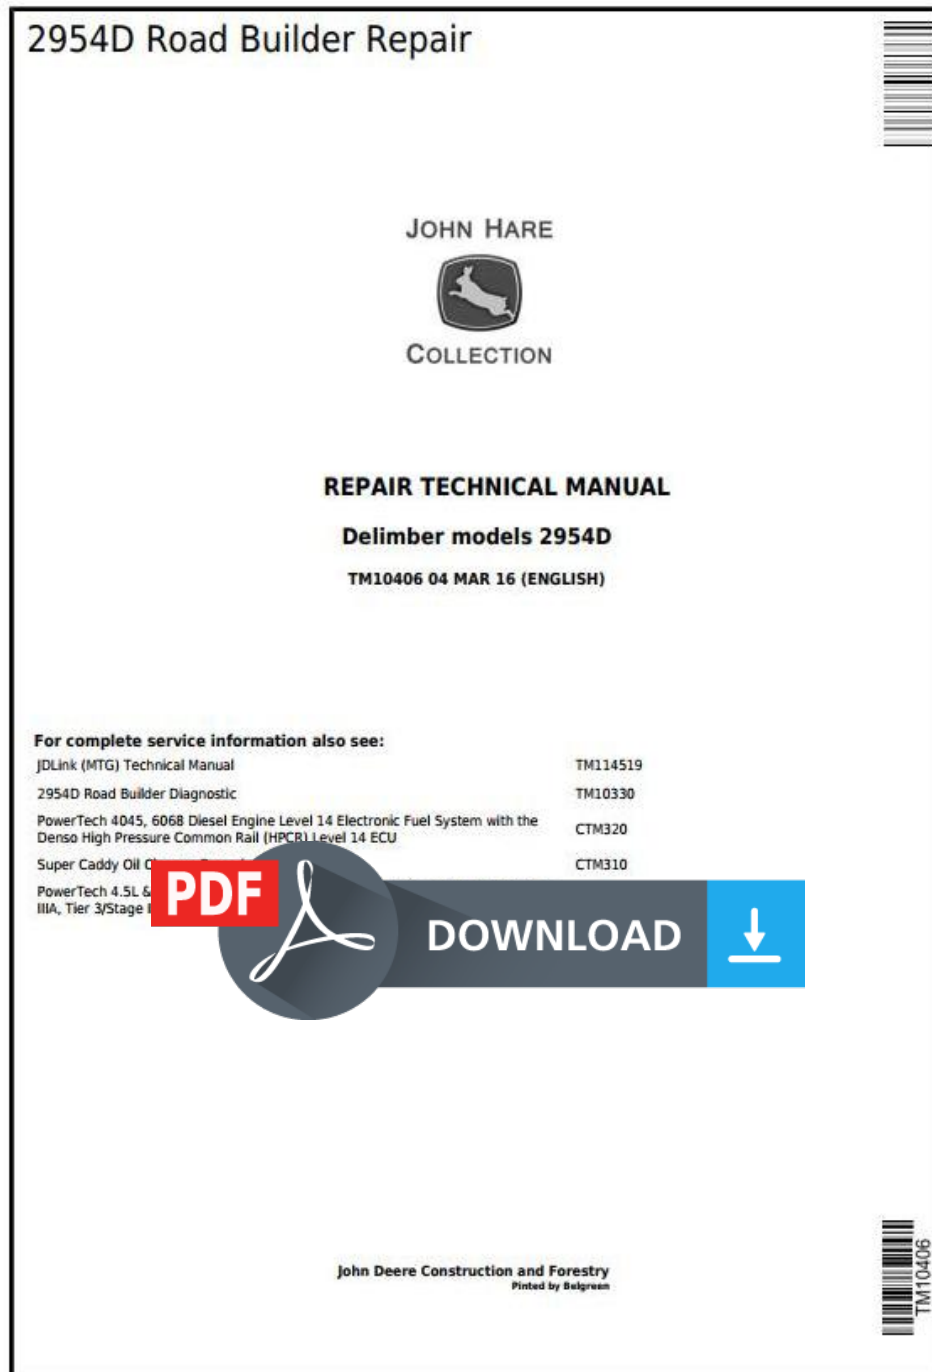 2954D Road Builder Repair
JOHN HARE
COLLECTION
REPAIR TECHNICAL MANUAL
Delimber models 2954D
TM10406 04 MAR 16 (ENGLISH)
For complete service information also see:
JDLink (MTG) Technical Manual TM114519
2954D Road Builder Diagnostic TM10330
PowerTech 4045, 6068 Diesel Engine Level 14 Electronic Fuel System with the
Denso High Pressure Common Rail (HPCR) Level 14 ECU CTM320
Super Caddy Oil CTM310
PowerTech 4.5L &
IIIA, Tier 3/Stage
PDF
DOWNLOAD
John Deere Construction and Forestry
Pinted by Belgreen
TM10406